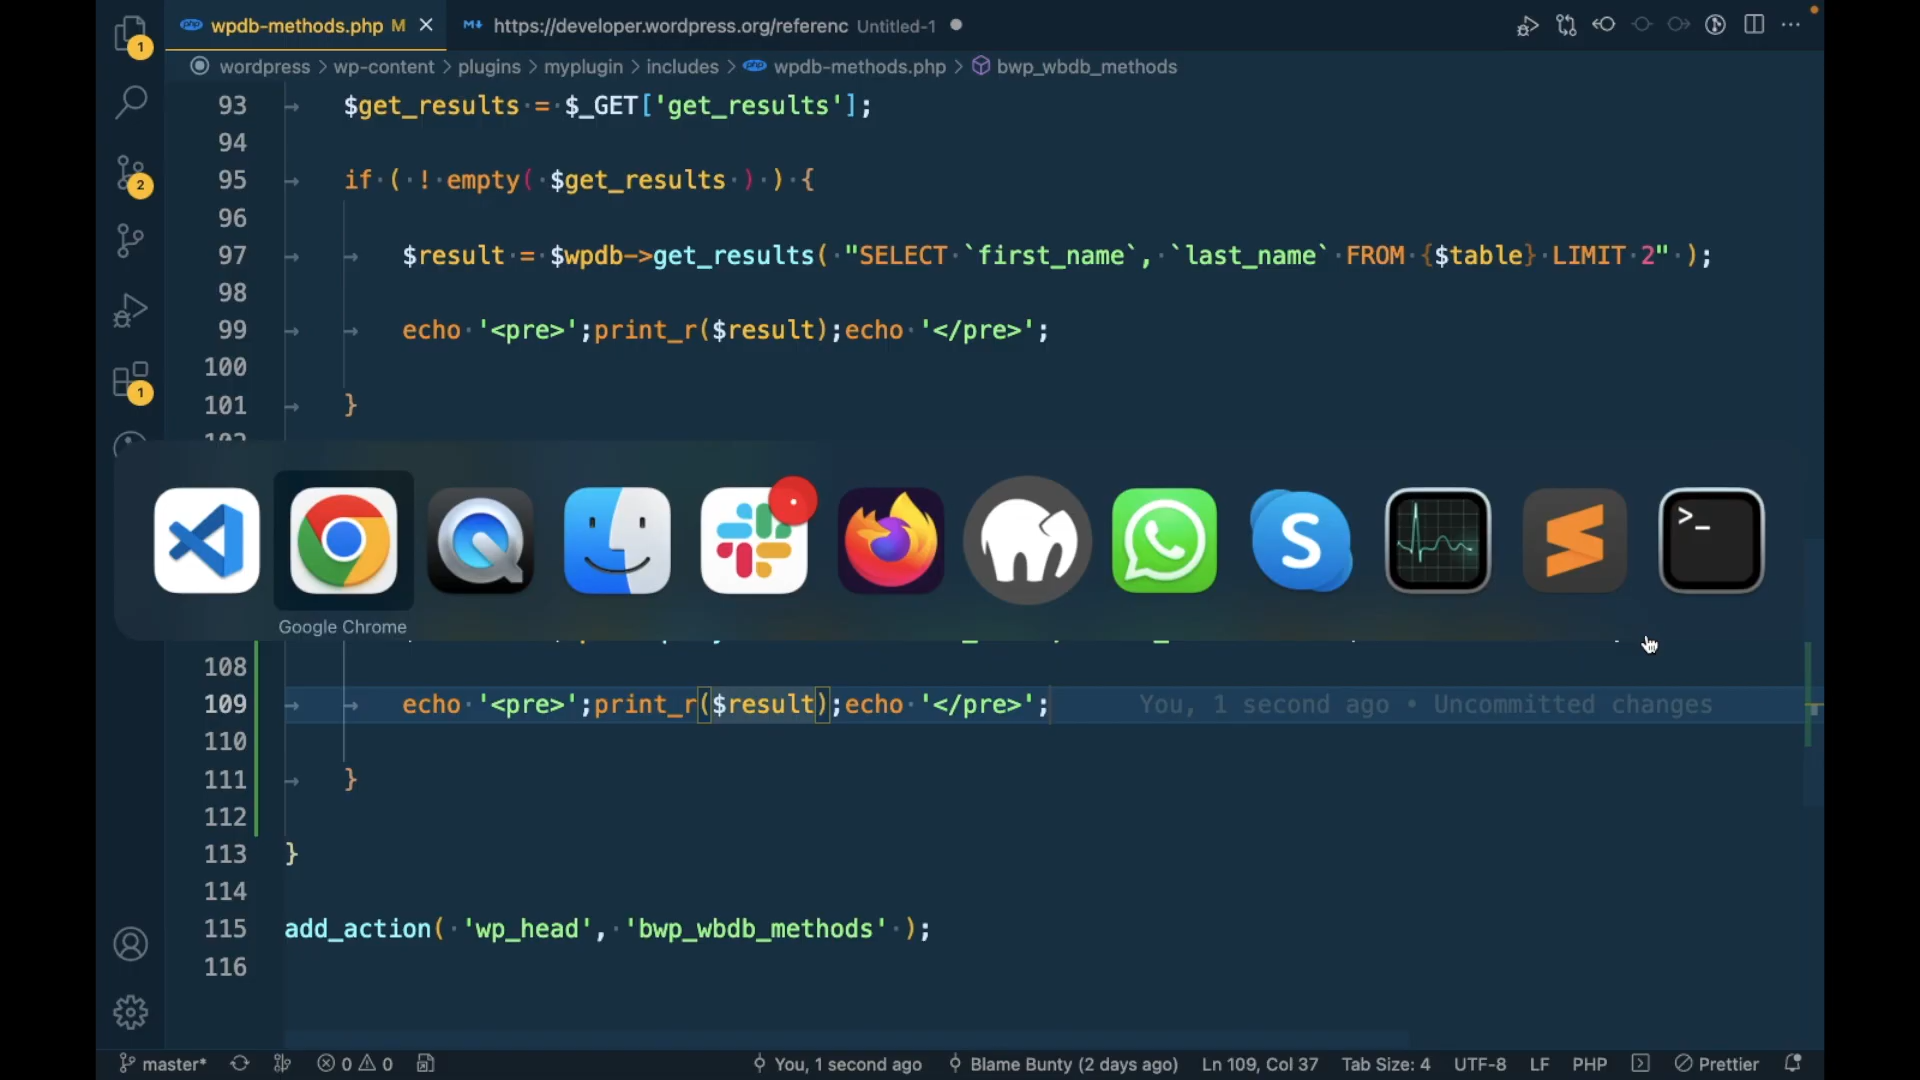 wpdb-methods.php M
https://developer.wordpress.org/referenc Untitled-1
wordpress > wp-content > plugins > myplugin > includes > wpdb-methods.php > bwp_wbdb_methods
93 $get_results = $_GET['get_results'];
94
95 if ( ! empty( $get_results ) ) {
96
97 $result = $wpdb->get_results( "SELECT `first_name`, `last_name` FROM {$table} LIMIT 2" );
98
99 echo '<pre>';print_r($result);echo '</pre>';
100
101 }
Google Chrome
108
109 echo '<pre>';print_r($result);echo '</pre>'; You, 1 second ago • Uncommitted changes
110
111 }
112
113 }
114
115 add_action( 'wp_head', 'bwp_wbdb_methods' );
116
1
2
1
master* 0 0 You, 1 second ago Blame Bunty (2 days ago) Ln 109, Col 37 Tab Size: 4 UTF-8 LF PHP Prettier